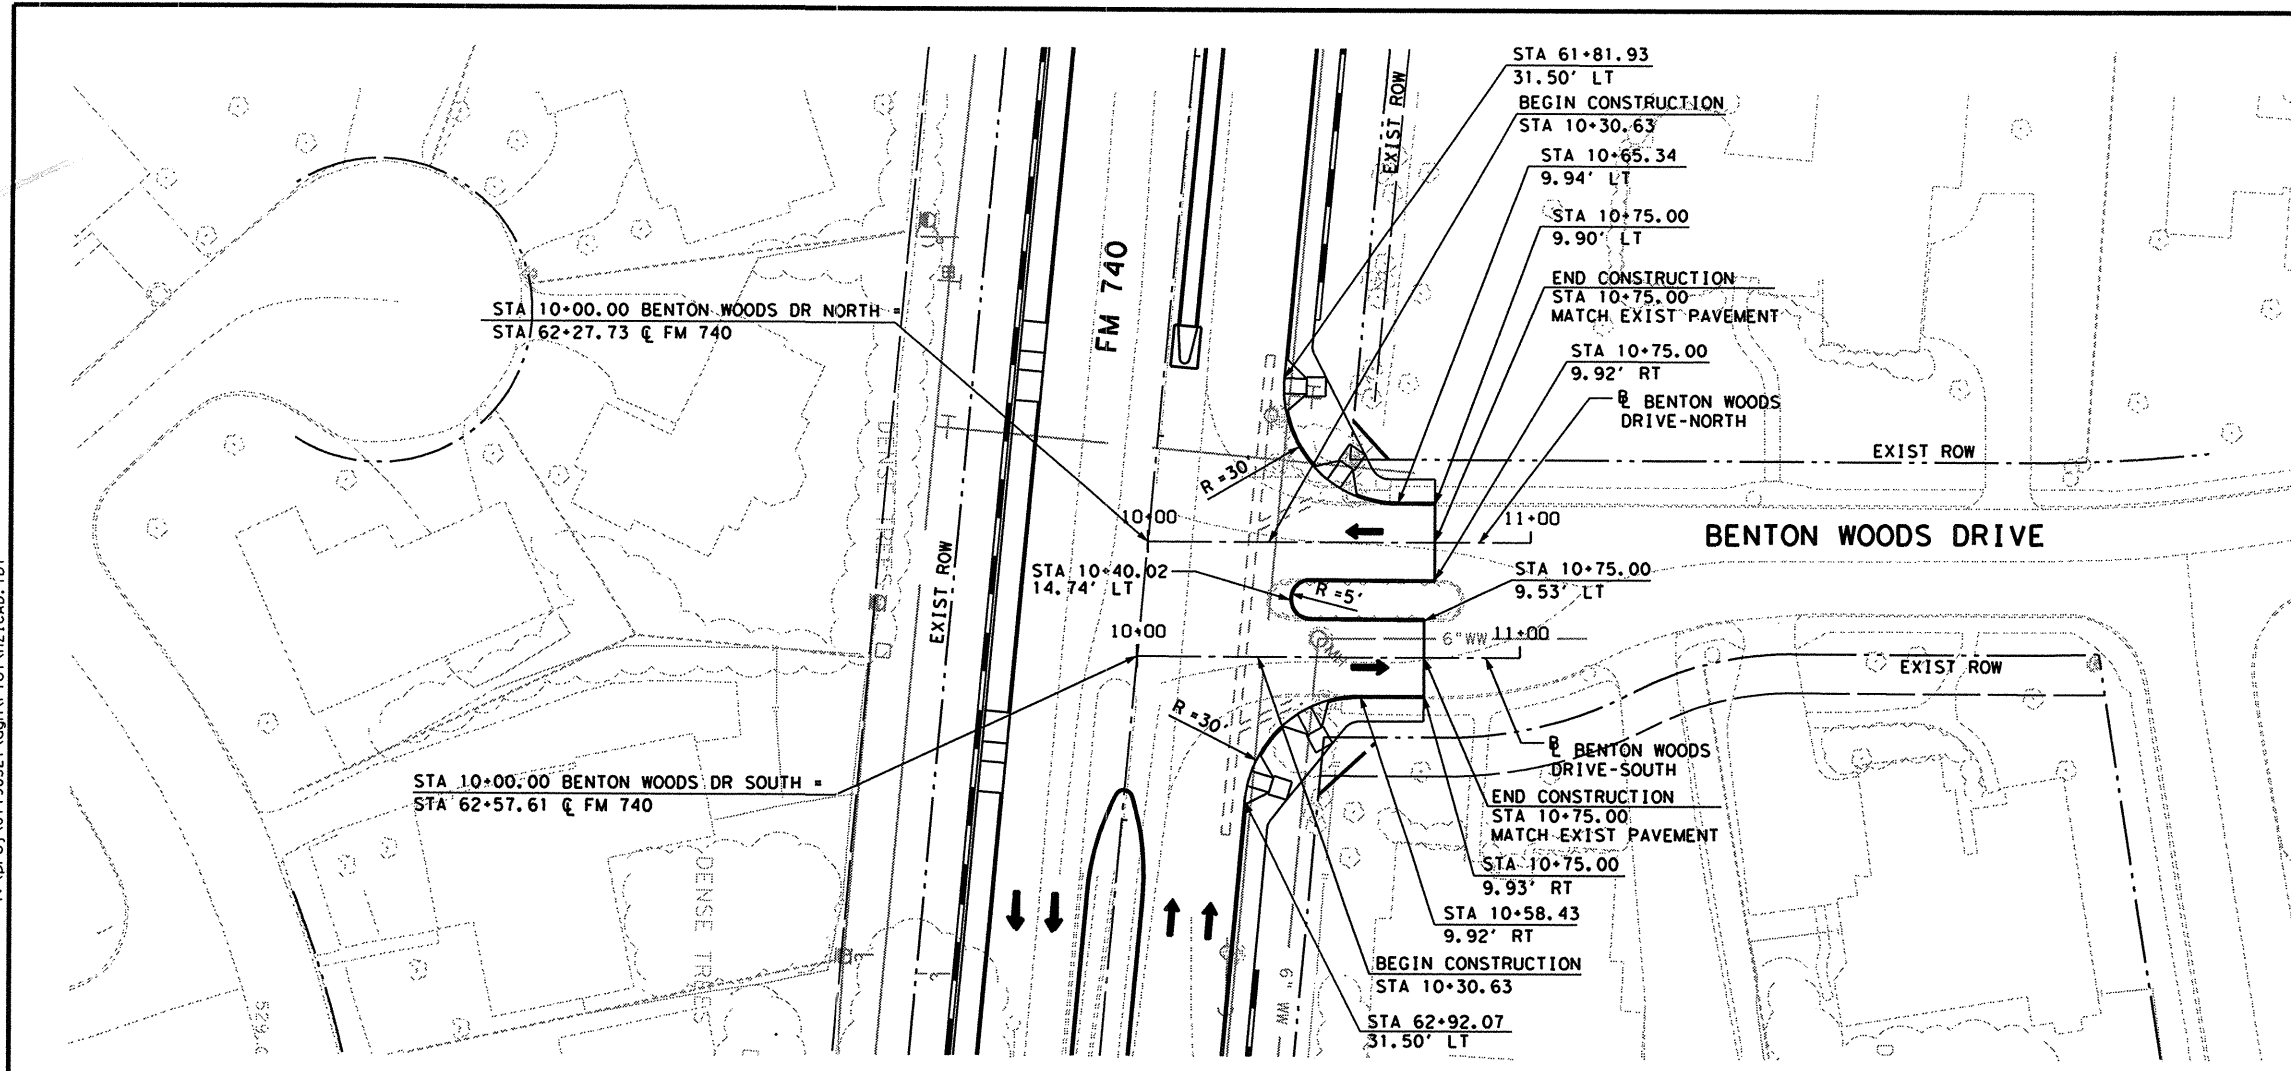 STA 61+81.93
31.50' LT
BEGIN CONSTRUCTION
STA 10+30.63
STA 10+65.34
9.94' LT
STA 10+75.00
9.90' LT
END CONSTRUCTION
STA 10+75.00
MATCH EXIST PAVEMENT
STA 10+75.00
9.92' RT
BL BENTON WOODS
DRIVE-NORTH
EXIST ROW
EXIST ROW
FM 740
STA 10+00.00 BENTON WOODS DR NORTH =
STA 62+27.73 CL FM 740
R =30'
10+00
11+00
BENTON WOODS DRIVE
STA 10+40.02
14.74' LT
R =5'
STA 10+75.00
9.53' LT
10+00
6"WW
11+00
MH
EXIST ROW
EXIST ROW
R =30'
BL BENTON WOODS
DRIVE-SOUTH
STA 10+00.00 BENTON WOODS DR SOUTH =
STA 62+57.61 CL FM 740
END CONSTRUCTION
STA 10+75.00
MATCH EXIST PAVEMENT
STA 10+75.00
9.93' RT
STA 10+58.43
9.92' RT
BEGIN CONSTRUCTION
STA 10+30.63
STA 62+92.07
31.50' LT
DENSE TREES
DENSE TREES
6" WW